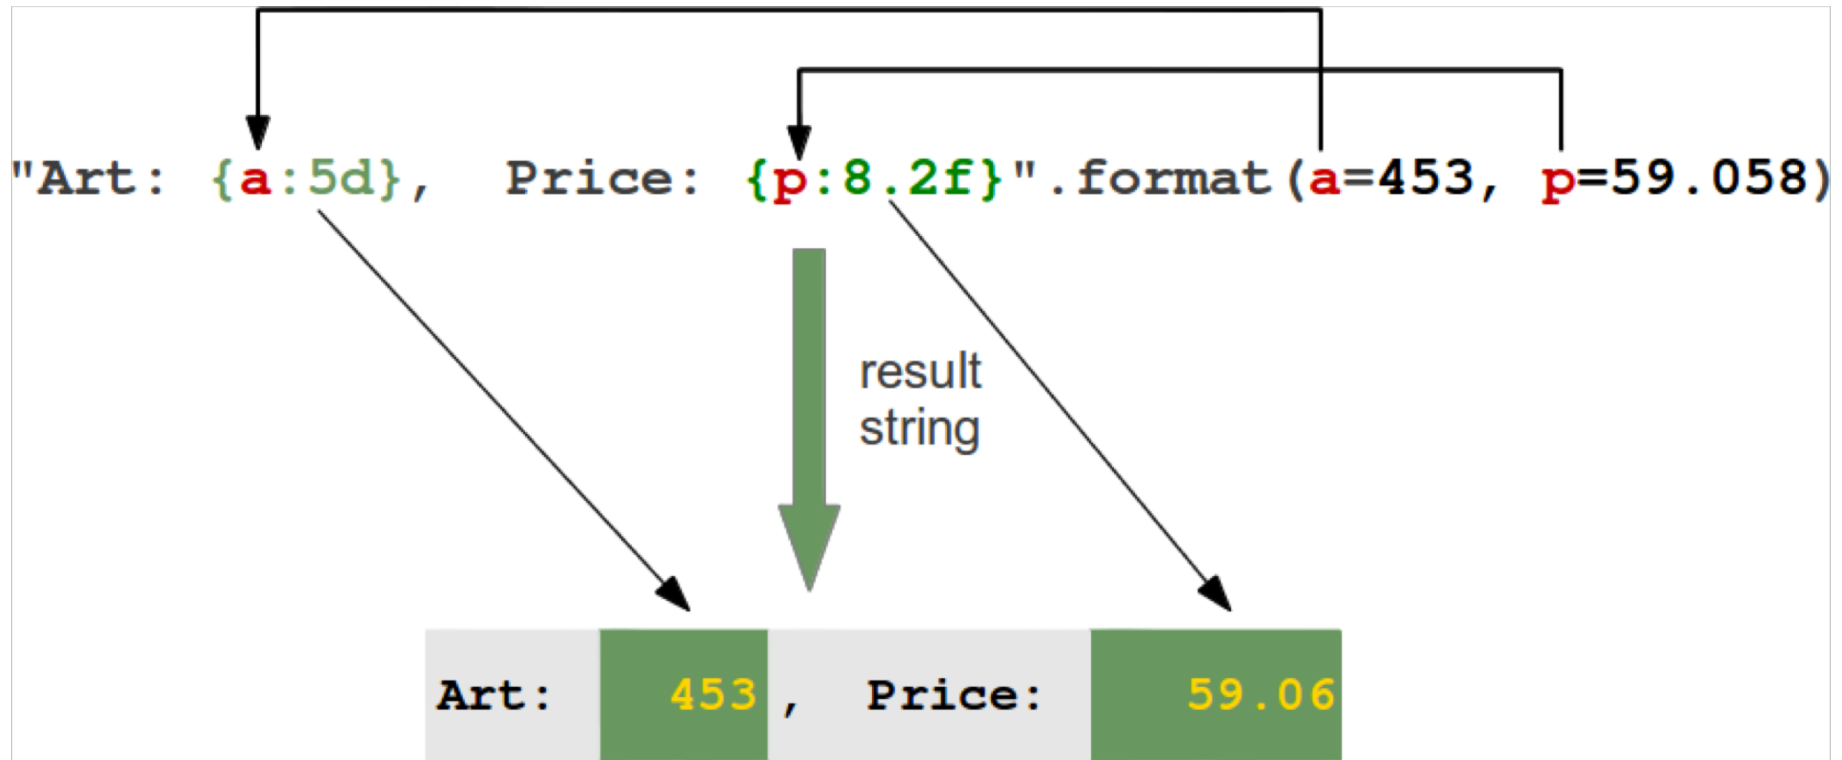 "Art: {a:5d},  Price: {p:8.2f}".format(a=453, p=59.058)
result
string
Art:    453,  Price:    59.06